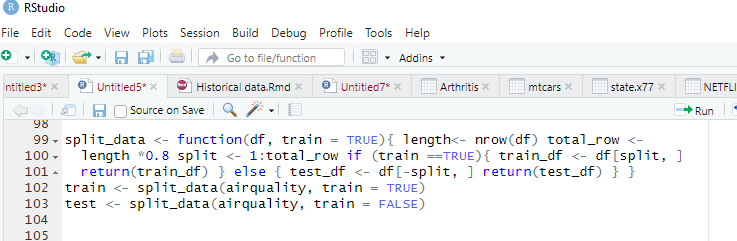 RStudio
File Edit Code View Plots Session Build Debug Profile Tools Help
Go to file/function Addins
ntitled3* Untitled5* Historical data.Rmd Untitled7* Arthritis mtcars state.x77 NETFLI
Source on Save Run
98
99 split_data <- function(df, train = TRUE){ length<- nrow(df) total_row <-
100 length *0.8 split <- 1:total_row if (train ==TRUE){ train_df <- df[split, ]
101 return(train_df) } else { test_df <- df[-split, ] return(test_df) } }
102 train <- split_data(airquality, train = TRUE)
103 test <- split_data(airquality, train = FALSE)
104
105